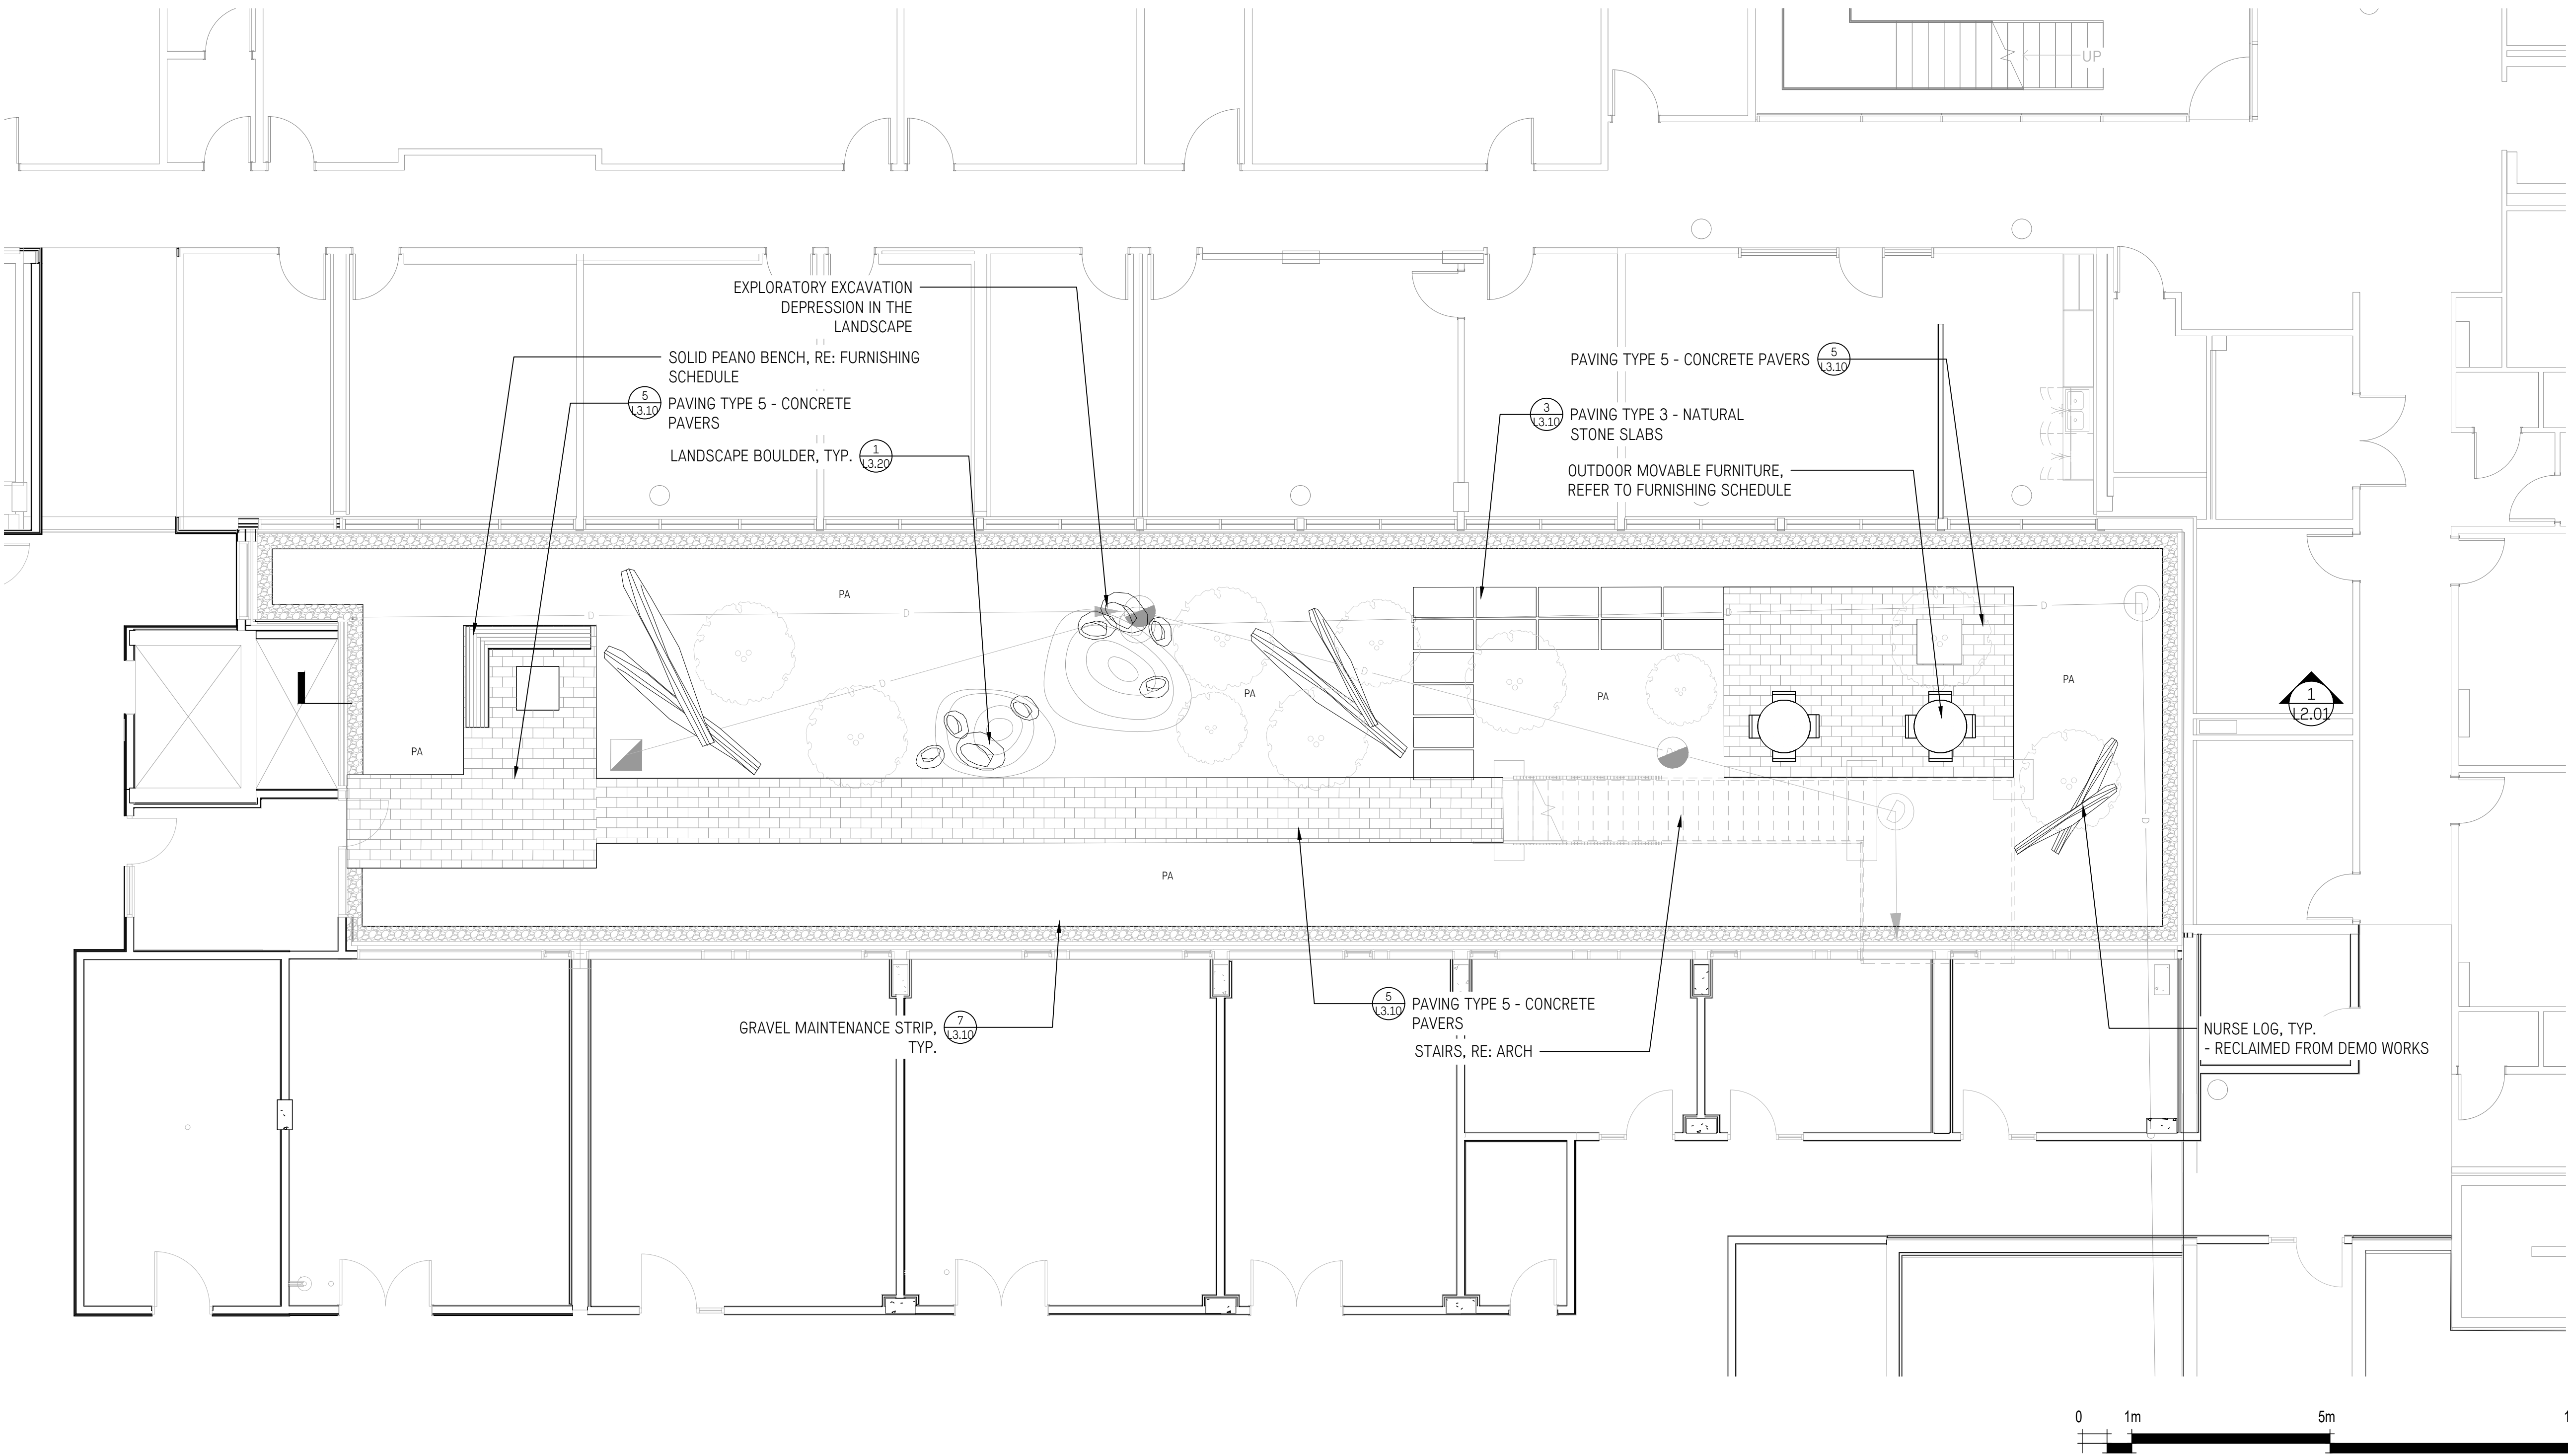 UP
EXPLORATORY EXCAVATION
DEPRESSION IN THE
LANDSCAPE
SOLID PEANO BENCH, RE: FURNISHING
SCHEDULE
5
L3.10
PAVING TYPE 5 - CONCRETE
PAVERS
LANDSCAPE BOULDER, TYP.
1
L3.20
PAVING TYPE 5 - CONCRETE PAVERS
5
L3.10
3
L3.10
PAVING TYPE 3 - NATURAL
STONE SLABS
OUTDOOR MOVABLE FURNITURE,
REFER TO FURNISHING SCHEDULE
PA
D
D
D
D
D
D
D
PA
PA
PA
1
L2.01
PA
D
D
D
PA
GRAVEL MAINTENANCE STRIP,
TYP.
7
L3.10
5
L3.10
PAVING TYPE 5 - CONCRETE
PAVERS
STAIRS, RE: ARCH
NURSE LOG, TYP.
- RECLAIMED FROM DEMO WORKS
0 1m 5m 1